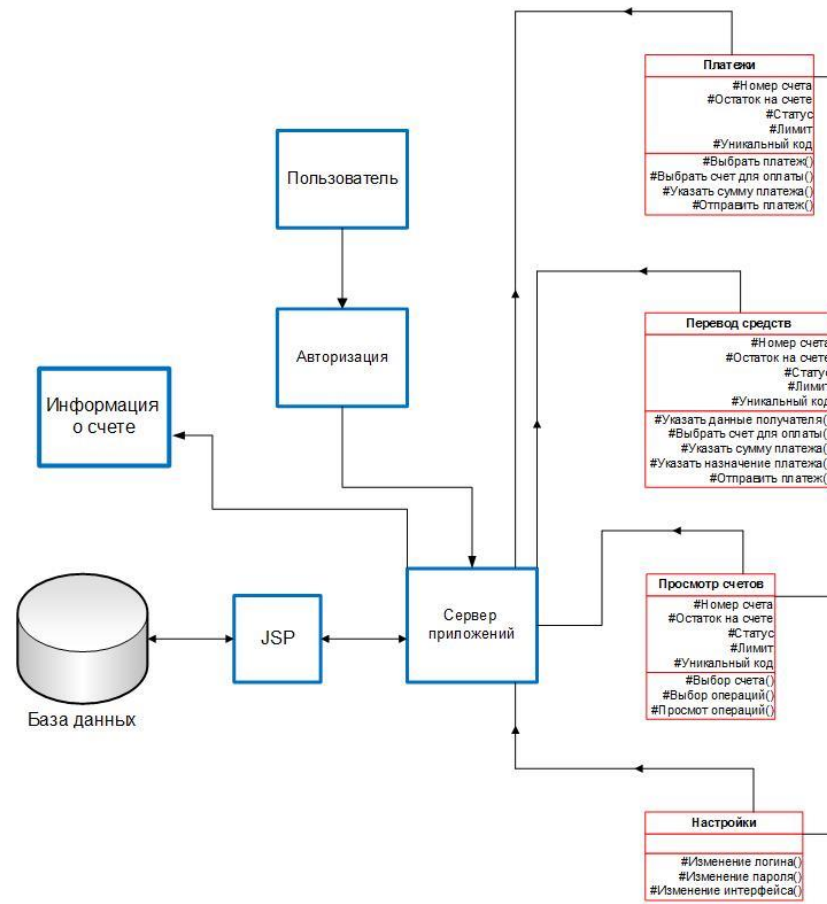 Платежи
#Номер счета
#Остаток на счете
#Статус
#Лимит
#Уникальный код
#Выбрать платеж()
#Выбрать счет для оплаты()
#Указать сумму платежа()
#Отправить платеж()
Пользователь
Авторизация
Перевод средств
#Номер счета
#Остаток на счете
#Статус
#Лимит
#Уникальный код
#Указать данные получателя()
#Выбрать счет для оплаты()
#Указать сумму платежа()
#Указать назначение платежа()
#Отправить платеж()
Информация
о счете
Просмотр счетов
#Номер счета
#Остаток на счете
#Статус
#Лимит
#Уникальный код
#Выбор счета()
#Выбор операций()
#Просмот операций()
Сервер
приложений
JSP
База данных
Настройки
#Изменение логина()
#Изменение пароля()
#Изменение интерфейса()